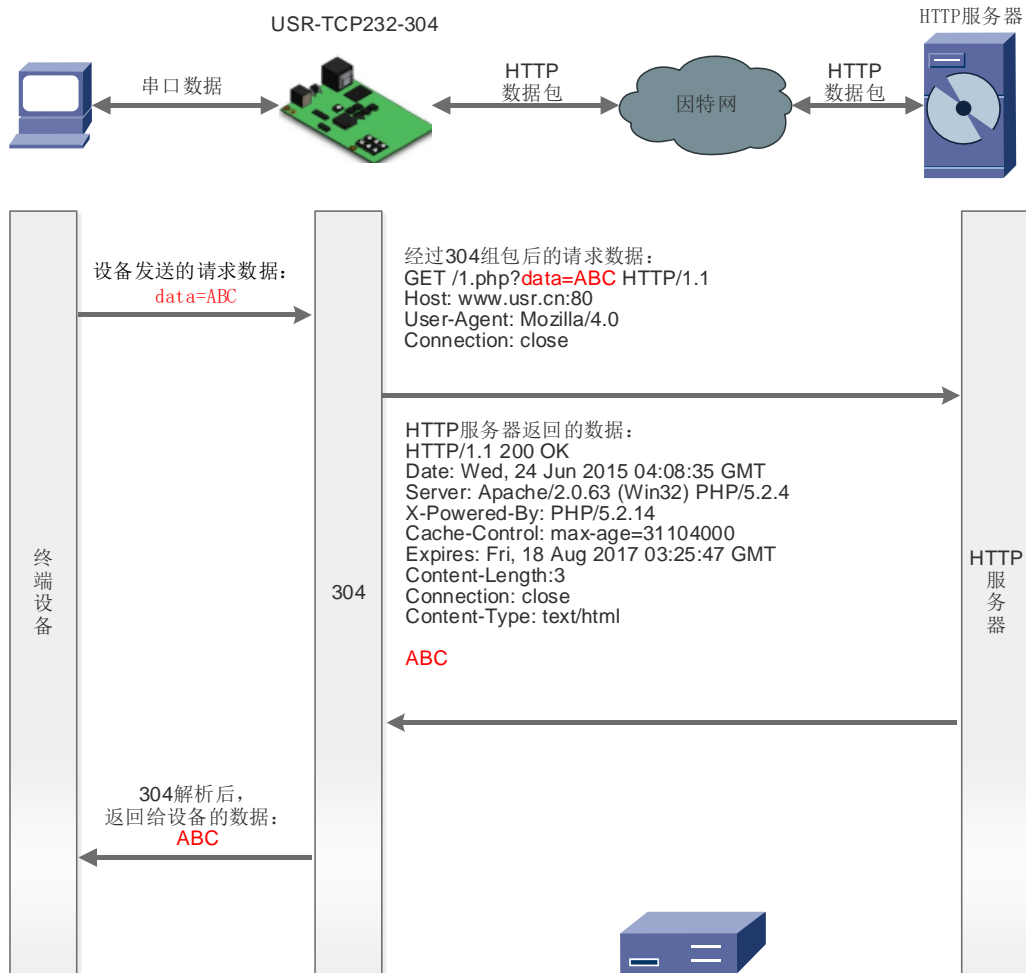 USR-TCP232-304
HTTP服务器
串口数据
HTTP
数据包
因特网
HTTP
数据包
设备发送的请求数据：
data=ABC
经过304组包后的请求数据：
GET /1.php?data=ABC HTTP/1.1
Host: www.usr.cn:80
User-Agent: Mozilla/4.0
Connection: close
HTTP服务器返回的数据：
HTTP/1.1 200 OK
Date: Wed, 24 Jun 2015 04:08:35 GMT
Server: Apache/2.0.63 (Win32) PHP/5.2.4
X-Powered-By: PHP/5.2.14
Cache-Control: max-age=31104000
Expires: Fri, 18 Aug 2017 03:25:47 GMT
Content-Length:3
Connection: close
Content-Type: text/html
ABC
终端设备
304
HTTP
服务器
304解析后，
返回给设备的数据：
ABC